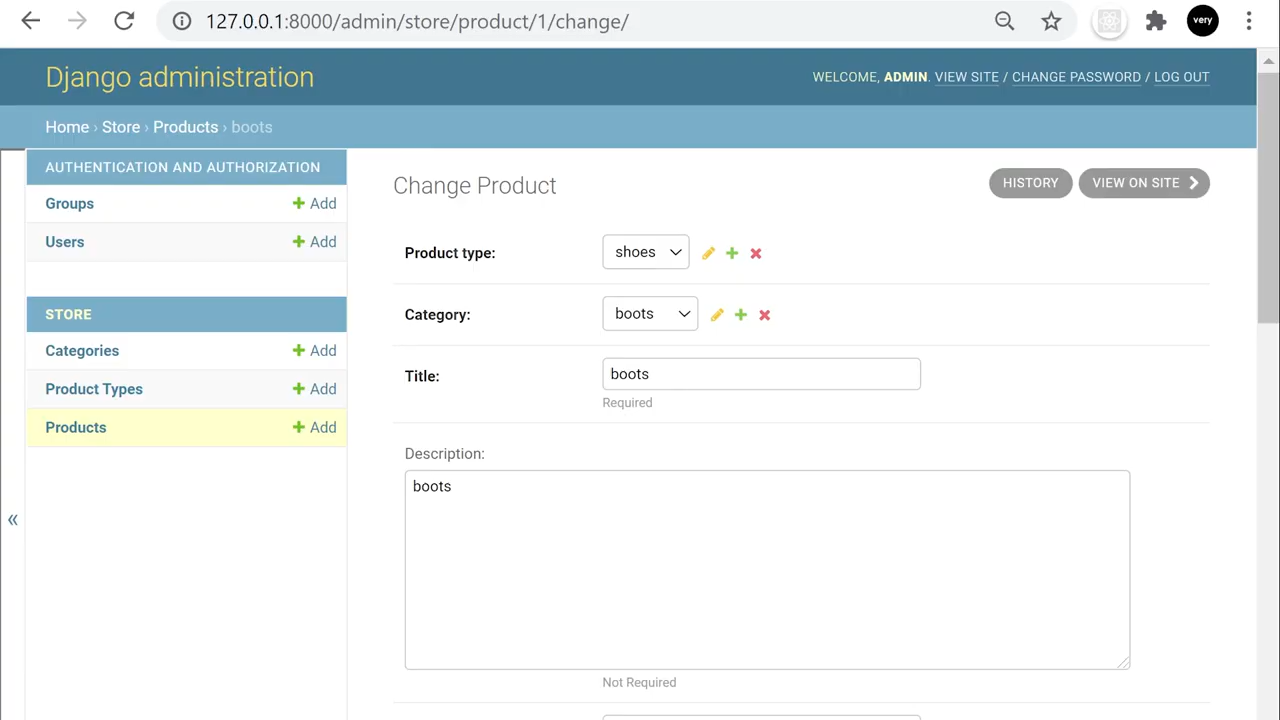 127.0.0.1:8000/admin/store/product/1/change/
very
Django administration
WELCOME, ADMIN. VIEW SITE / CHANGE PASSWORD / LOG OUT
Home › Store › Products › boots
AUTHENTICATION AND AUTHORIZATION
Groups
Add
Users
Add
STORE
Categories
Add
Product Types
Add
Products
Add
«
Change Product
HISTORY
VIEW ON SITE
Product type:
shoes
Category:
boots
Title:
boots
Required
Description:
boots
Not Required